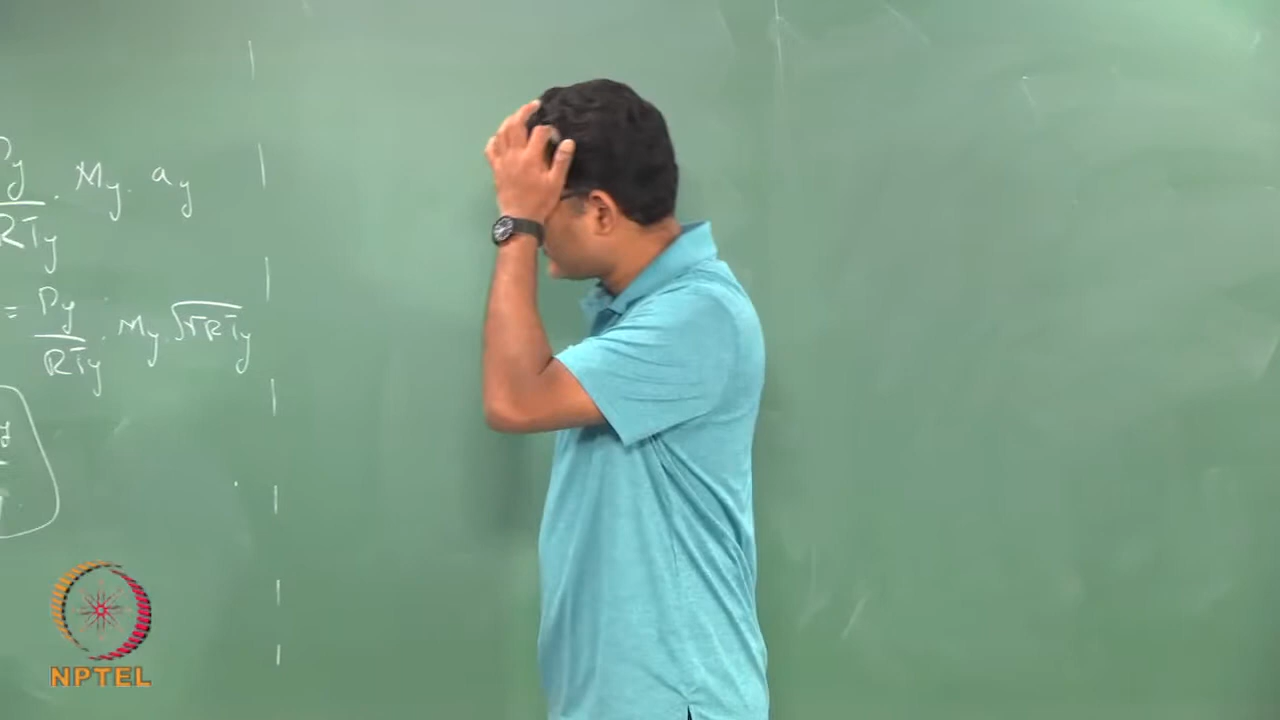 Py/RTy . My . ay
= Py/RTy . My . √γRTy
y
NPTEL